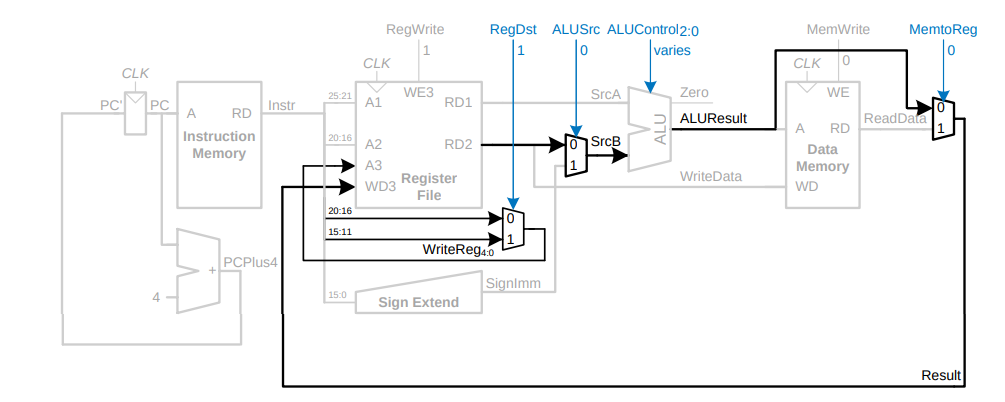 RegWrite
RegDst
ALUSrc
ALUControl2:0
MemWrite
MemtoReg
1
1
0
varies
0
0
CLK
CLK
CLK
PC'
PC
A
RD
Instr
Instruction
Memory
25:21
A1
WE3
RD1
SrcA
Zero
WE
0
ALUResult
ReadData
20:16
A2
RD2
0
SrcB
ALU
A
RD
1
Data
Memory
A3
1
WD3
Register
File
WriteData
WD
20:16
0
15:11
1
WriteReg4:0
+
PCPlus4
4
SignImm
15:0
Sign Extend
Result